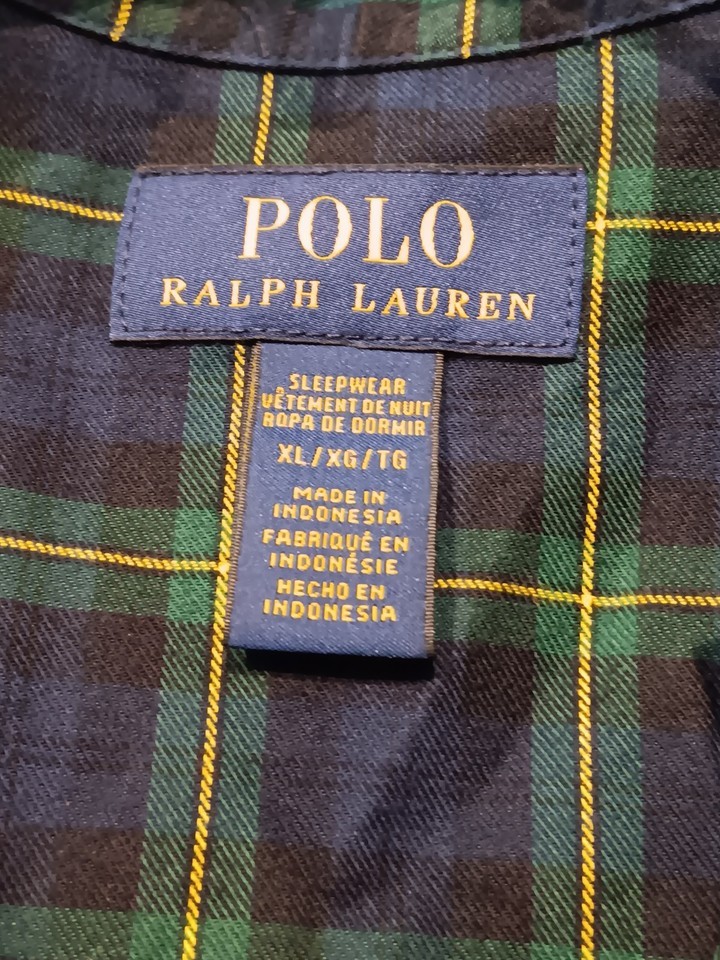 POLO
RALPH LAUREN
SLEEPWEAR
VÊTEMENT DE NUIT
ROPA DE DORMIR
XL/XG/TG
MADE IN
INDONESIA
FABRIQUÉ EN
INDONÉSIE
HECHO EN
INDONESIA